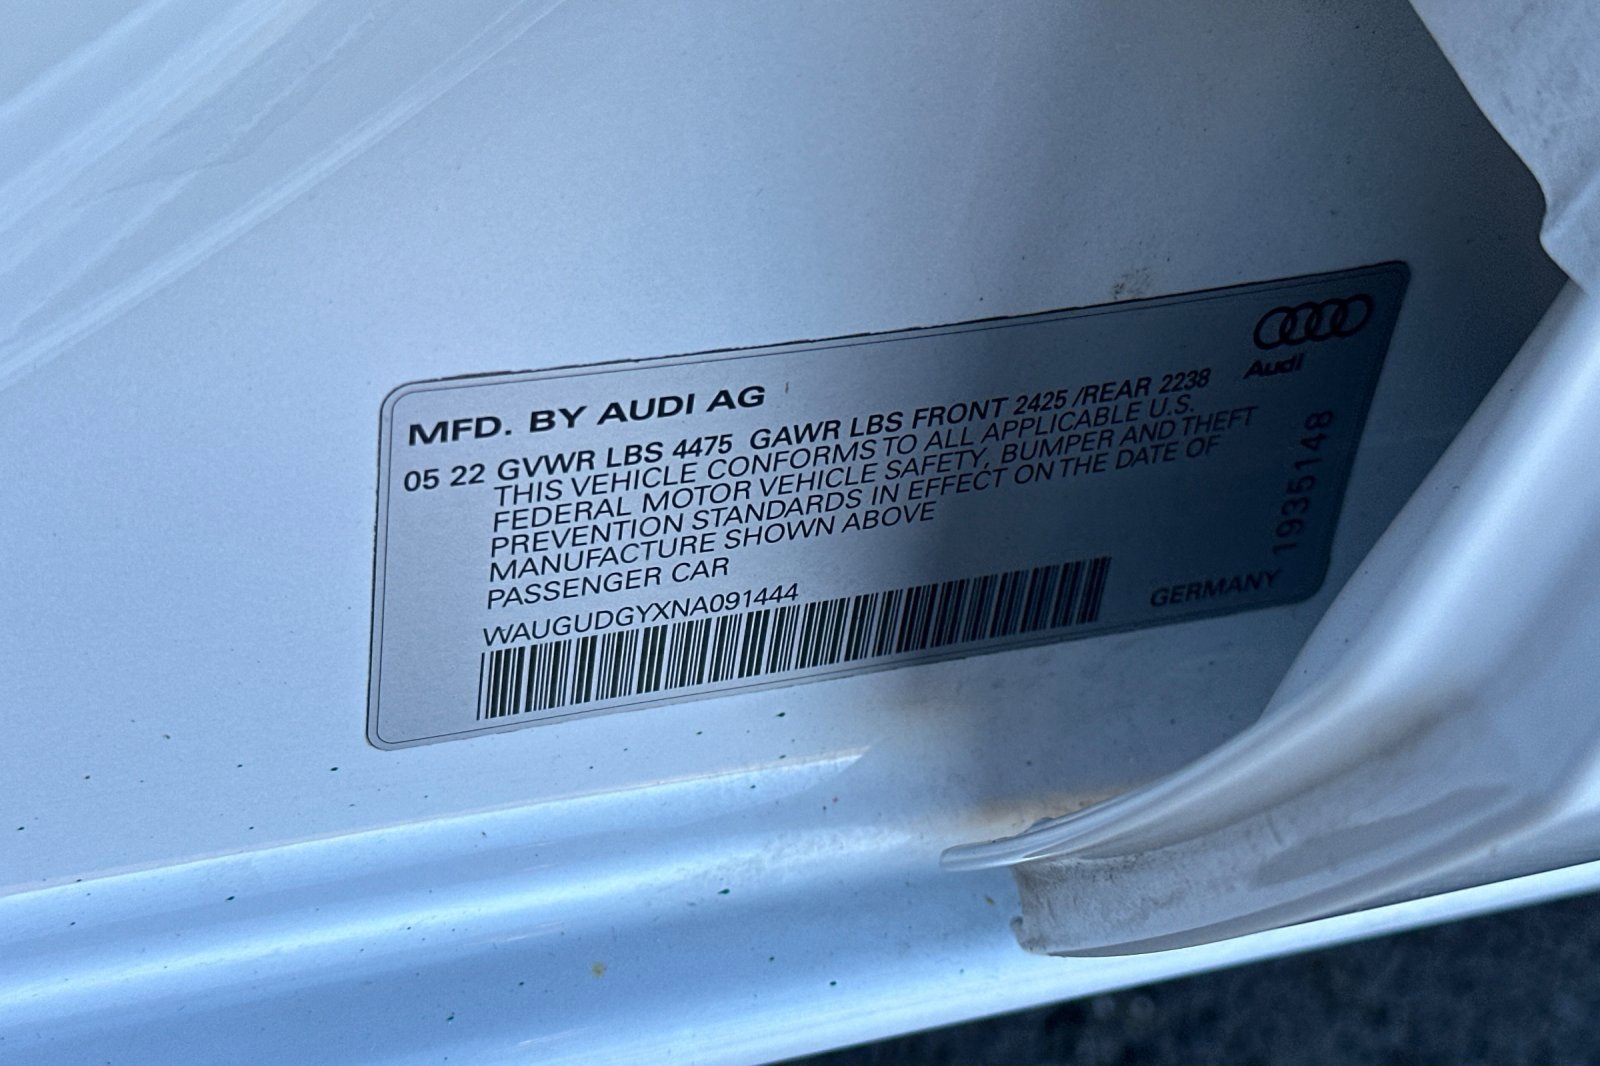 MFD. BY AUDI AG
Audi
05 22 GVWR LBS 4475 GAWR LBS FRONT 2425 /REAR 2238
THIS VEHICLE CONFORMS TO ALL APPLICABLE U.S.
FEDERAL MOTOR VEHICLE SAFETY, BUMPER AND THEFT
PREVENTION STANDARDS IN EFFECT ON THE DATE OF
MANUFACTURE SHOWN ABOVE
PASSENGER CAR
WAUGUDGYXNA091444
GERMANY
1935148